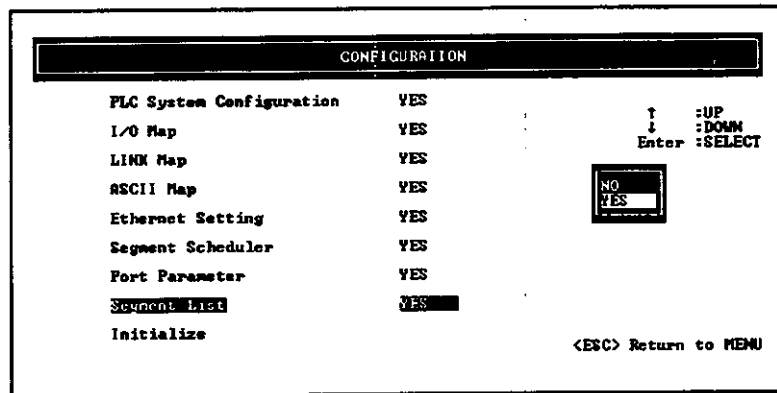 CONFIGURATION
PLC System Configuration YES
I/O Map YES
LINX Map YES
ASCII Map YES
Ethernet Setting YES
Segment Scheduler YES
Port Parameter YES
Segment List YES
Initialize
↑ :UP
↓ :DOWN
Enter :SELECT
NO
YES
<ESC> Return to MENU